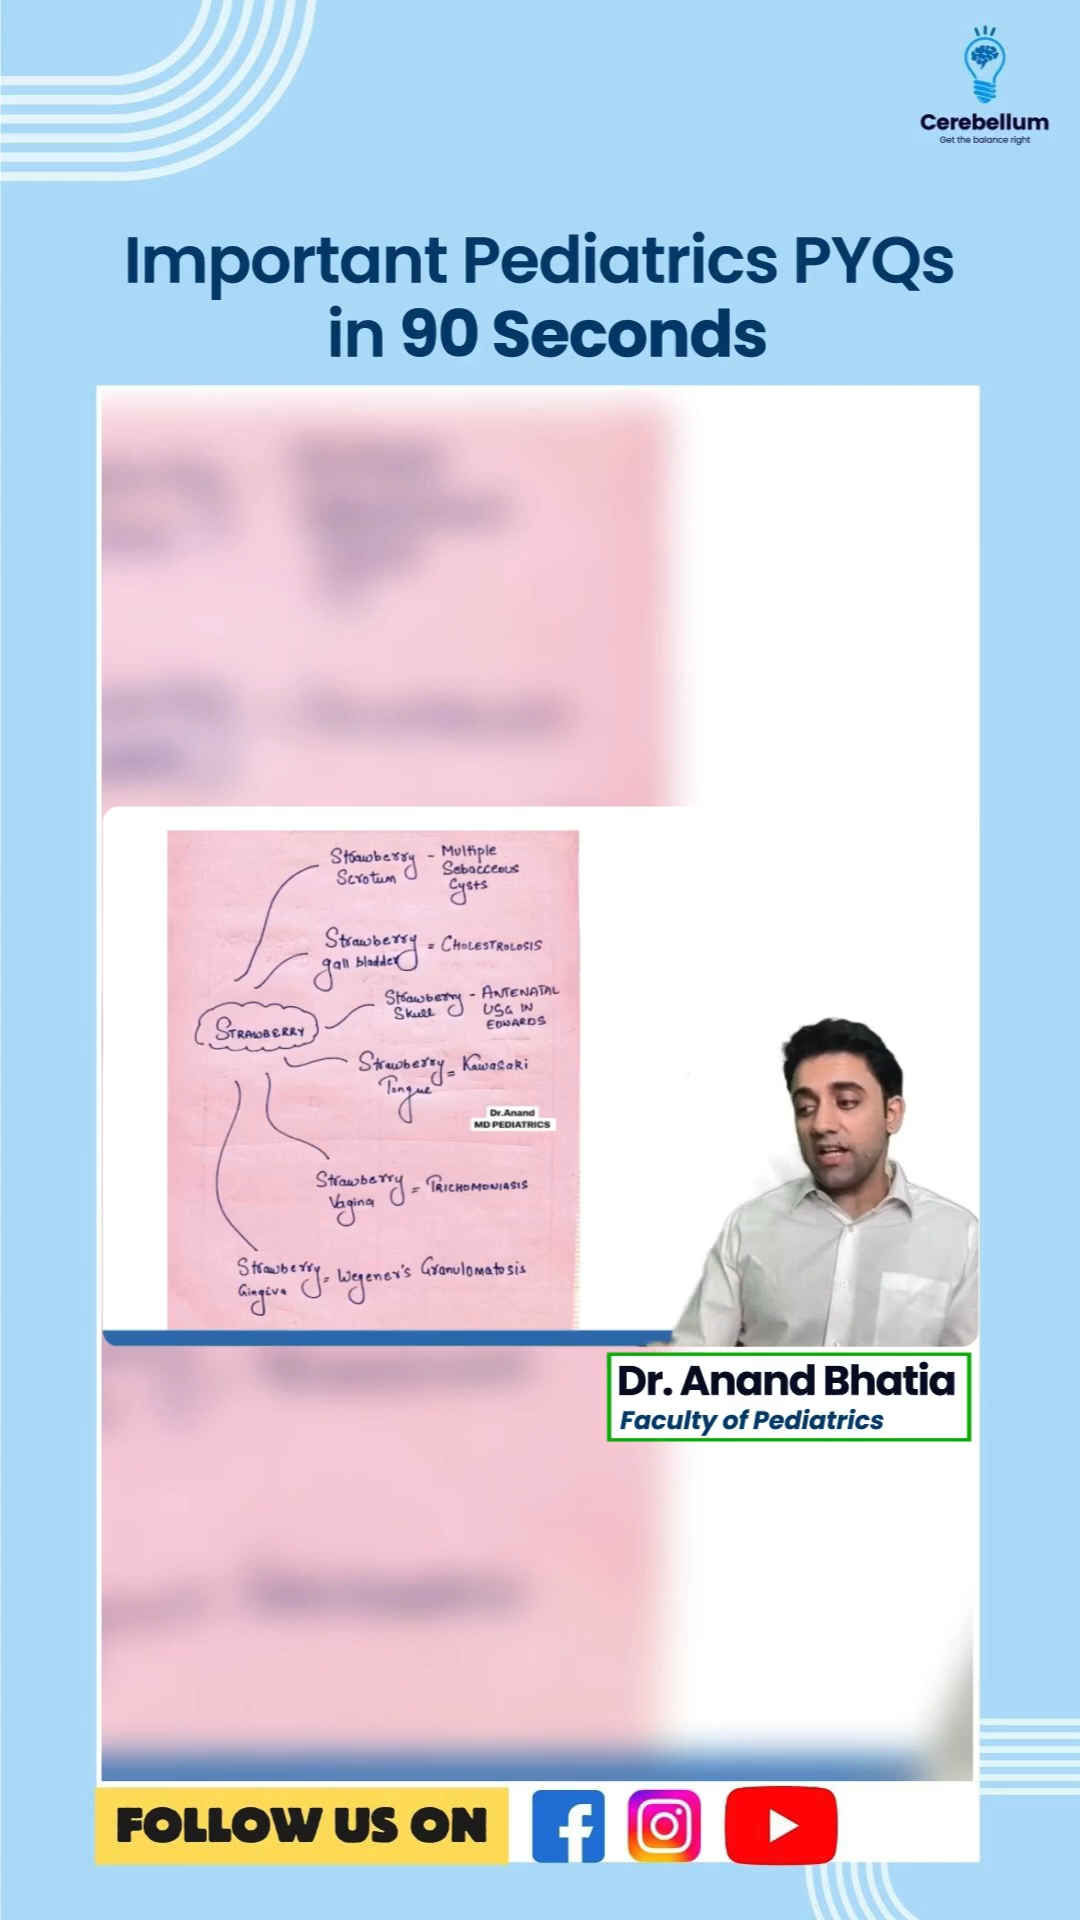 Cerebellum
Get the balance right
Important Pediatrics PYQs
in 90 Seconds
Strawberry - Multiple
Scrotum Sebacceous
Cysts
Strawberry = CHOLESTROLOSIS
gall bladder
Strawberry - ANTENATAL
Skull USG IN
EDWARDS
STRAWBERRY
Strawberry = Kawasaki
Tongue
Dr.Anand
MD PEDIATRICS
Strawberry = TRICHOMONIASIS
Vagina
Strawberry = Wegener's Granulomatosis
Gingiva
Dr. Anand Bhatia
Faculty of Pediatrics
FOLLOW US ON